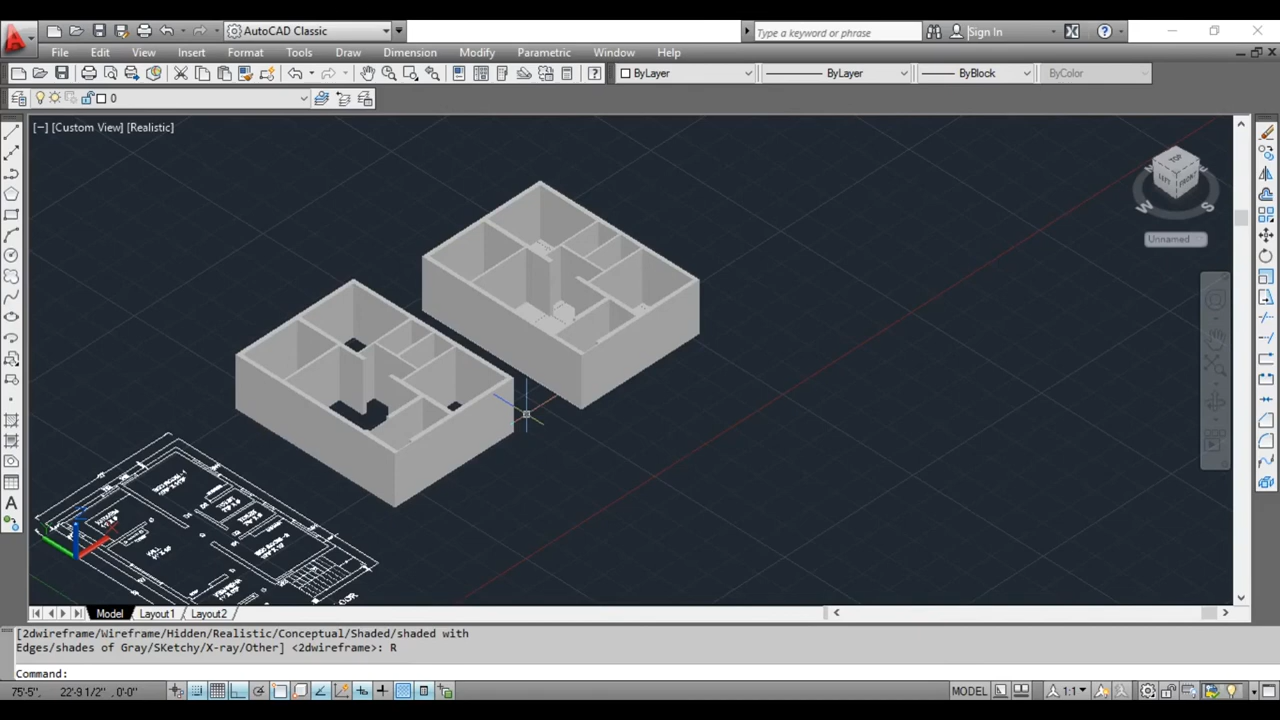 AutoCAD Classic
Type a keyword or phrase
Sign In
File Edit View Insert Format Tools Draw Dimension Modify Parametric Window Help
ByLayer ByLayer ByBlock ByColor
0
[−] [Custom View] [Realistic]
TOP
LEFT FRONT
W S
Unnamed
Model Layout1 Layout2
[2dwireframe/Wireframe/Hidden/Realistic/Conceptual/Shaded/shaded with
Edges/shades of Gray/SKetchy/X-ray/Other] <2dwireframe>: R
Command:
75'-5", 22'-9 1/2", 0'-0" MODEL 1:1